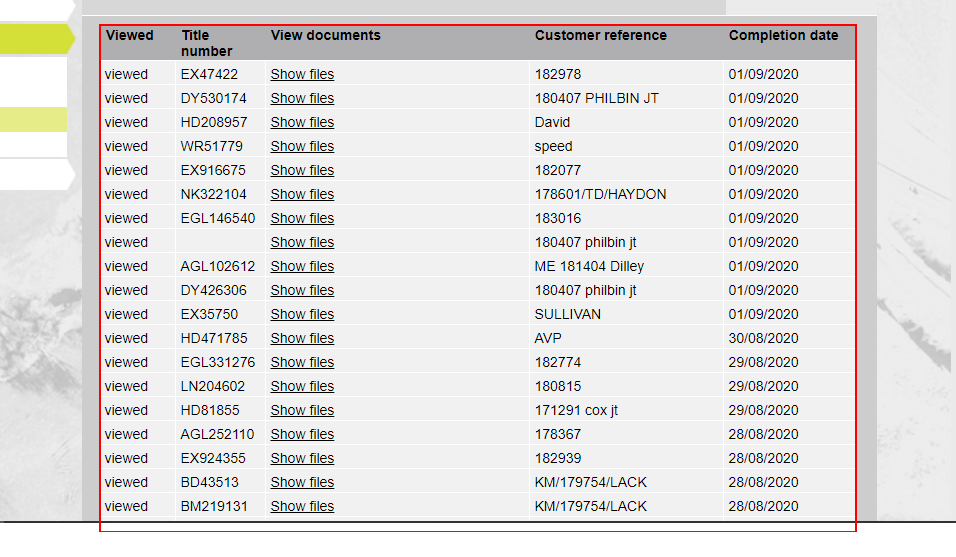 Viewed Title number View documents Customer reference Completion date
viewed EX47422 Show files 182978 01/09/2020
viewed DY530174 Show files 180407 PHILBIN JT 01/09/2020
viewed HD208957 Show files David 01/09/2020
viewed WR51779 Show files speed 01/09/2020
viewed EX916675 Show files 182077 01/09/2020
viewed NK322104 Show files 178601/TD/HAYDON 01/09/2020
viewed EGL146540 Show files 183016 01/09/2020
viewed Show files 180407 philbin jt 01/09/2020
viewed AGL102612 Show files ME 181404 Dilley 01/09/2020
viewed DY426306 Show files 180407 philbin jt 01/09/2020
viewed EX35750 Show files SULLIVAN 01/09/2020
viewed HD471785 Show files AVP 30/08/2020
viewed EGL331276 Show files 182774 29/08/2020
viewed LN204602 Show files 180815 29/08/2020
viewed HD81855 Show files 171291 cox jt 29/08/2020
viewed AGL252110 Show files 178367 28/08/2020
viewed EX924355 Show files 182939 28/08/2020
viewed BD43513 Show files KM/179754/LACK 28/08/2020
viewed BM219131 Show files KM/179754/LACK 28/08/2020